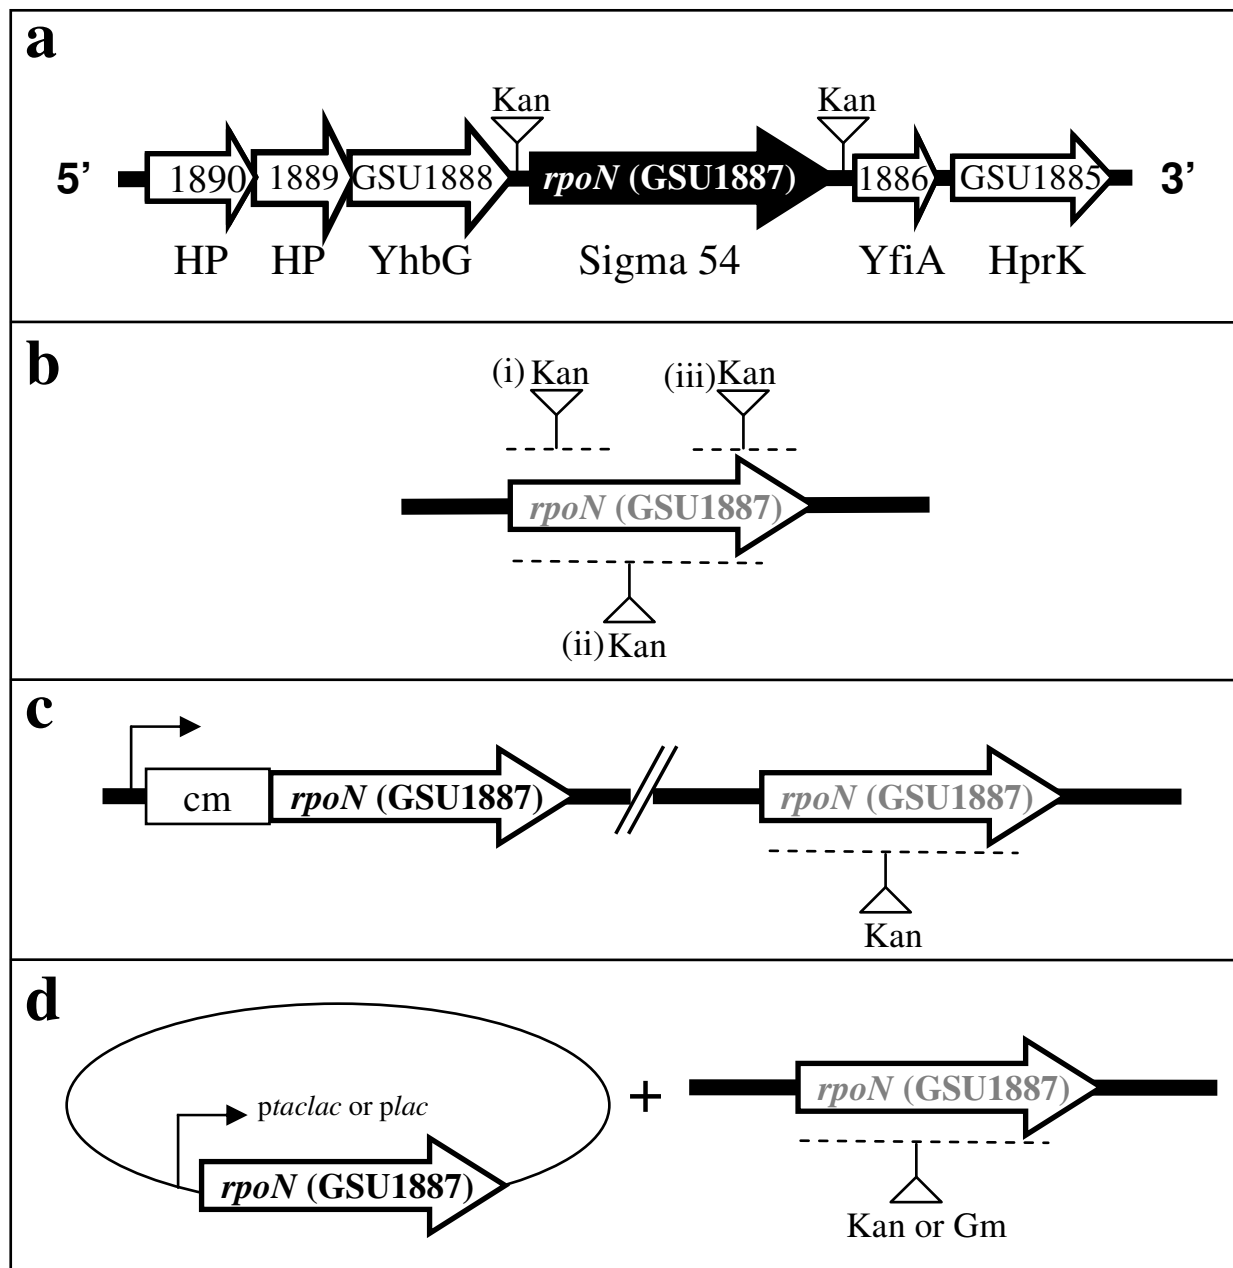 a
Kan Kan
5’ 1890 1889 GSU1888 rpoN (GSU1887) 1886 GSU1885 3’
HP HP YhbG Sigma 54 YfiA HprK
b
(i) Kan (iii) Kan
rpoN (GSU1887)
(ii) Kan
c
cm rpoN (GSU1887) rpoN (GSU1887)
Kan
d
ptaclac or plac + rpoN (GSU1887)
rpoN (GSU1887)
Kan or Gm